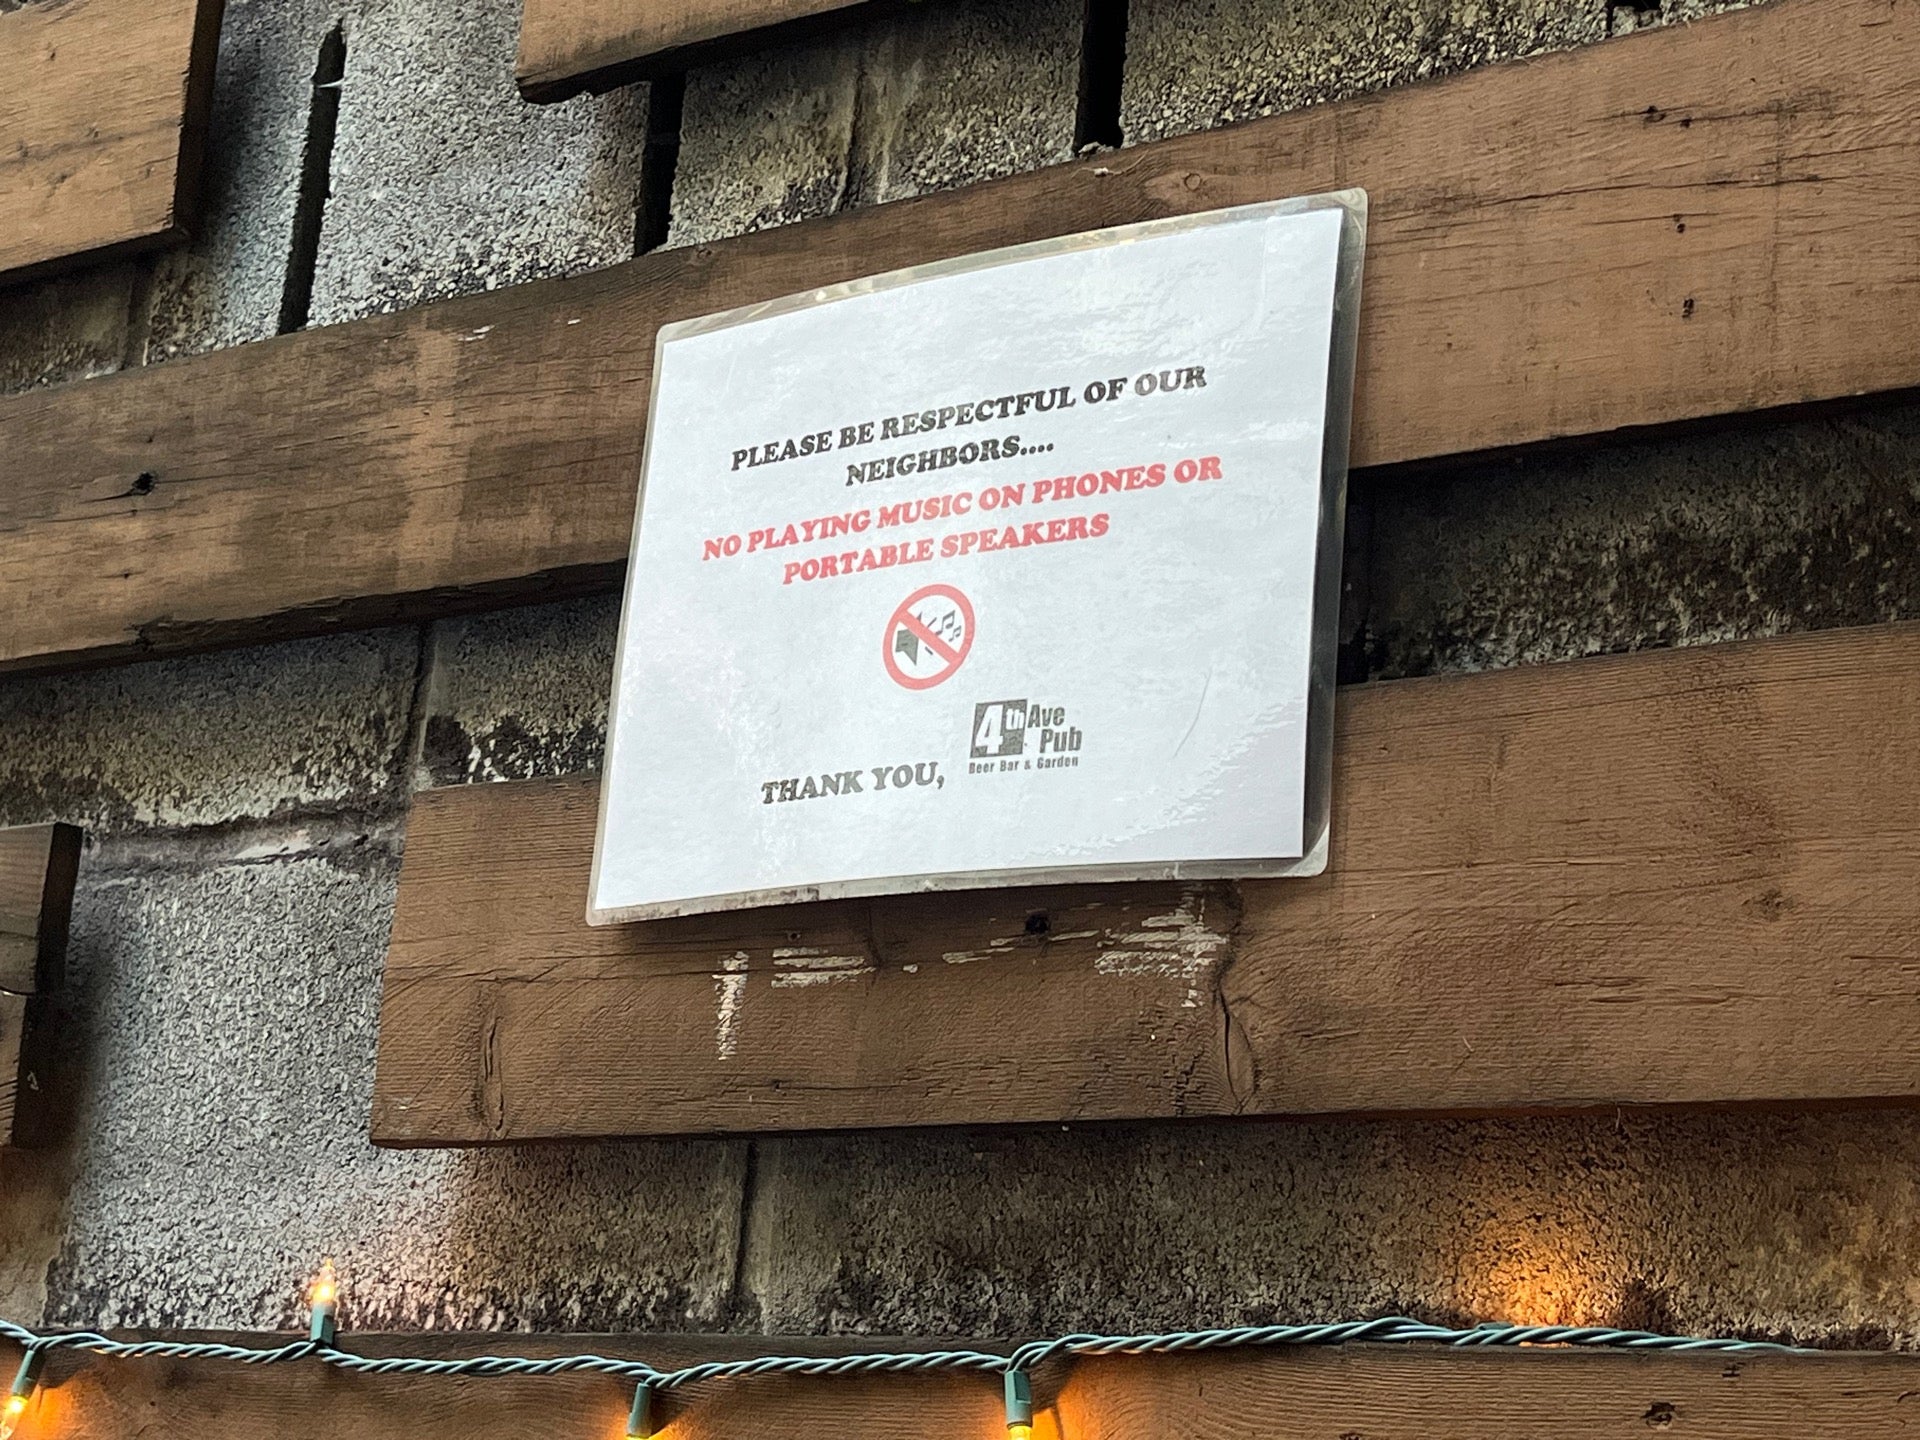 PLEASE BE RESPECTFUL OF OUR
NEIGHBORS....
NO PLAYING MUSIC ON PHONES OR
PORTABLE SPEAKERS
4th Ave
Pub
Beer Bar & Garden
THANK YOU,